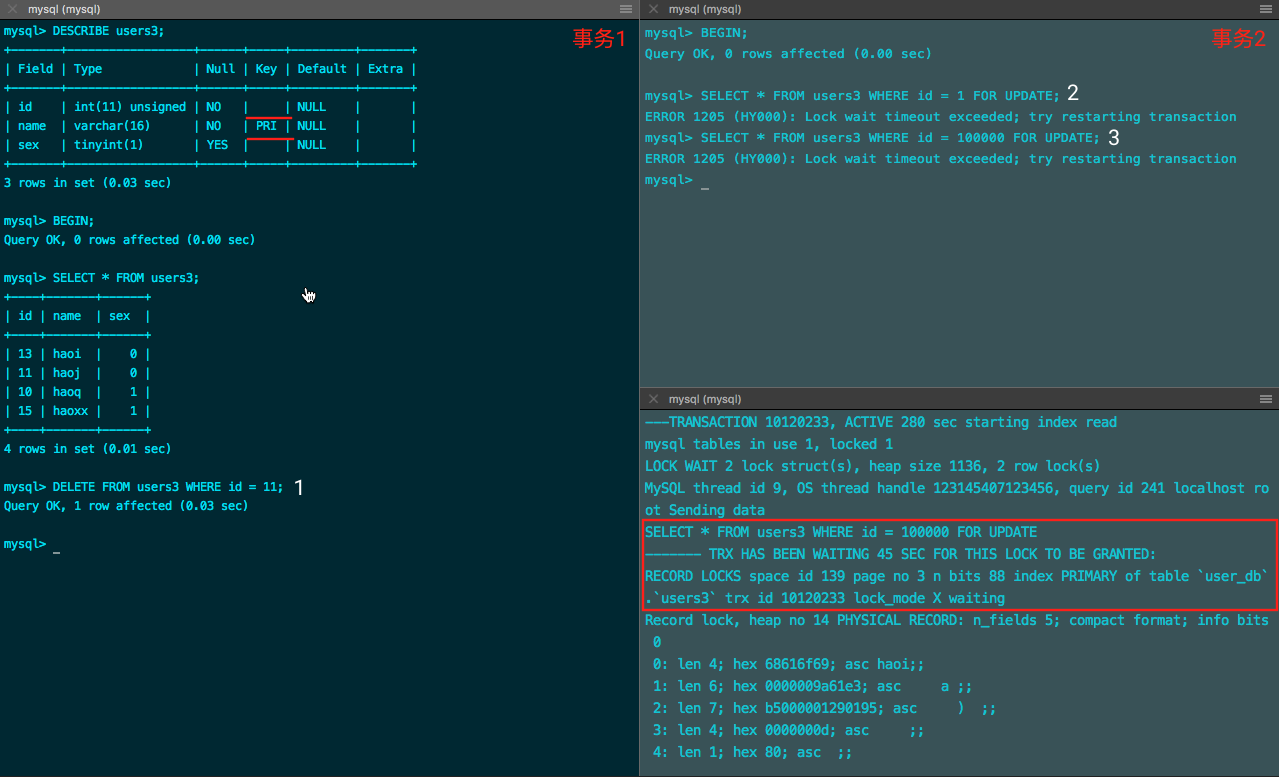 mysql (mysql)
事务1
mysql> DESCRIBE users3;
+-------+------------------+------+-----+---------+-------+
| Field | Type             | Null | Key | Default | Extra |
+-------+------------------+------+-----+---------+-------+
| id    | int(11) unsigned | NO   |     | NULL    |       |
| name  | varchar(16)      | NO   | PRI | NULL    |       |
| sex   | tinyint(1)       | YES  |     | NULL    |       |
+-------+------------------+------+-----+---------+-------+
3 rows in set (0.03 sec)
mysql> BEGIN;
Query OK, 0 rows affected (0.00 sec)
mysql> SELECT * FROM users3;
+----+-------+------+
| id | name  | sex  |
+----+-------+------+
| 13 | haoi  |    0 |
| 11 | haoj  |    0 |
| 10 | haoq  |    1 |
| 15 | haoxx |    1 |
+----+-------+------+
4 rows in set (0.01 sec)
mysql> DELETE FROM users3 WHERE id = 11; 1
Query OK, 1 row affected (0.03 sec)
mysql> _
mysql (mysql)
事务2
mysql> BEGIN;
Query OK, 0 rows affected (0.00 sec)
mysql> SELECT * FROM users3 WHERE id = 1 FOR UPDATE; 2
ERROR 1205 (HY000): Lock wait timeout exceeded; try restarting transaction
mysql> SELECT * FROM users3 WHERE id = 100000 FOR UPDATE; 3
ERROR 1205 (HY000): Lock wait timeout exceeded; try restarting transaction
mysql> _
mysql (mysql)
---TRANSACTION 10120233, ACTIVE 280 sec starting index read
mysql tables in use 1, locked 1
LOCK WAIT 2 lock struct(s), heap size 1136, 2 row lock(s)
MySQL thread id 9, OS thread handle 123145407123456, query id 241 localhost ro
ot Sending data
SELECT * FROM users3 WHERE id = 100000 FOR UPDATE
------- TRX HAS BEEN WAITING 45 SEC FOR THIS LOCK TO BE GRANTED:
RECORD LOCKS space id 139 page no 3 n bits 88 index PRIMARY of table `user_db`
.`users3` trx id 10120233 lock_mode X waiting
Record lock, heap no 14 PHYSICAL RECORD: n_fields 5; compact format; info bits
0
0: len 4; hex 68616f69; asc haoi;;
1: len 6; hex 0000009a61e3; asc     a ;;
2: len 7; hex b5000001290195; asc     )  ;;
3: len 4; hex 0000000d; asc     ;;
4: len 1; hex 80; asc  ;;